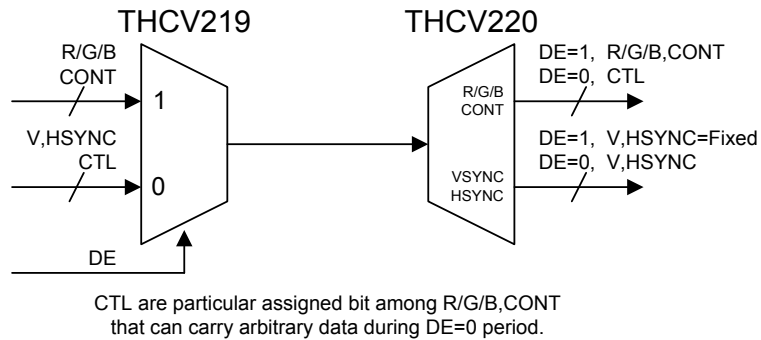 THCV219
THCV220
R/G/B
CONT
1
V,HSYNC
CTL
0
DE
R/G/B
CONT
VSYNC
HSYNC
DE=1, R/G/B,CONT
DE=0, CTL
DE=1, V,HSYNC=Fixed
DE=0, V,HSYNC
CTL are particular assigned bit among R/G/B,CONT
that can carry arbitrary data during DE=0 period.